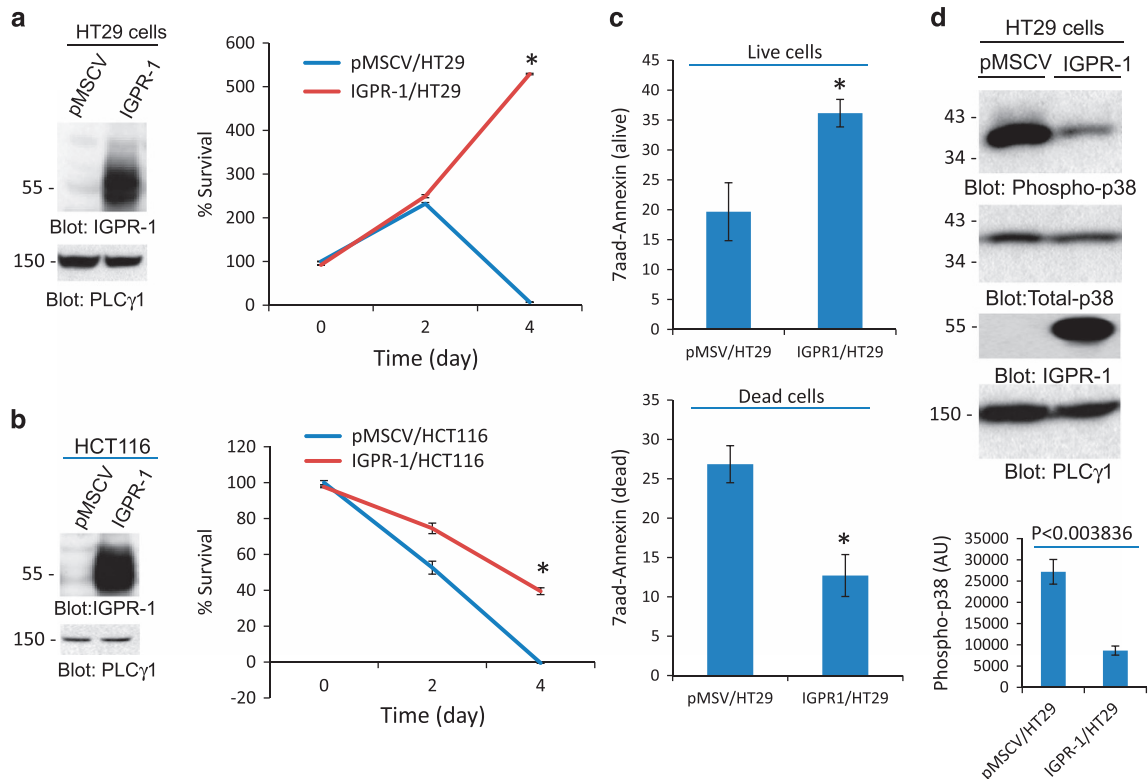 a
HT29 cells
pMSCV
IGPR-1
55 -
Blot: IGPR-1
150 -
Blot: PLCγ1
% Survival
600
500
400
300
200
100
0
pMSCV/HT29
IGPR-1/HT29
*
0 2 4
Time (day)
b
HCT116
pMSCV
IGPR-1
55 -
Blot:IGPR-1
150 -
Blot: PLCγ1
% Survival
120
100
80
60
40
20
0
-20
pMSCV/HCT116
IGPR-1/HCT116
*
0 2 4
Time (day)
c
Live cells
7aad-Annexin (alive)
45
40
35
30
25
20
15
10
5
0
*
pMSV/HT29 IGPR1/HT29
Dead cells
7aad-Annexin (dead)
35
30
25
20
15
10
5
0
*
pMSV/HT29 IGPR1/HT29
d
HT29 cells
pMSCV IGPR-1
43 -
34 -
Blot: Phospho-p38
43 -
34 -
Blot:Total-p38
55 -
Blot: IGPR-1
150 -
Blot: PLCγ1
P<0.003836
Phospho-p38 (AU)
35000
30000
25000
20000
15000
10000
5000
0
pMSCV/HT29
IGPR-1/HT29